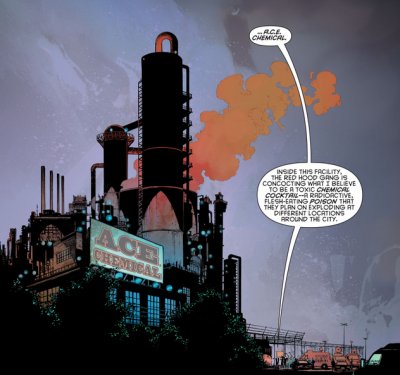 ... A.C.E.
CHEMICAL.
INSIDE THIS FACILITY,
THE RED HOOD GANG IS
CONCOCTING WHAT I BELIEVE
TO BE A TOXIC CHEMICAL
COCKTAIL--A RADIOACTIVE,
FLESH-EATING POISON THAT
THEY PLAN ON EXPLODING AT
DIFFERENT LOCATIONS
AROUND THE CITY.
ACE
CHEMICAL